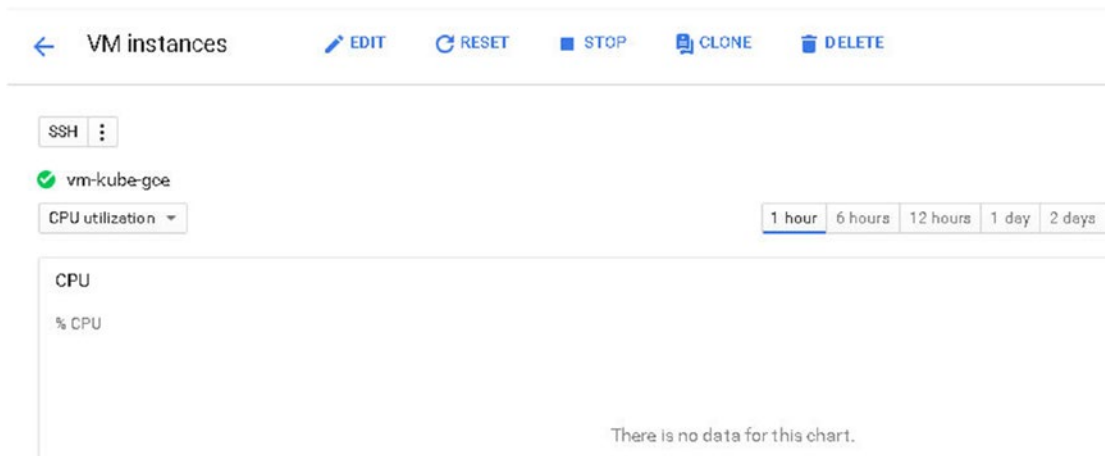 VM instances EDIT RESET STOP CLONE DELETE
SSH
vm-kube-gce
CPU utilization 1 hour 6 hours 12 hours 1 day 2 days
CPU
% CPU
There is no data for this chart.